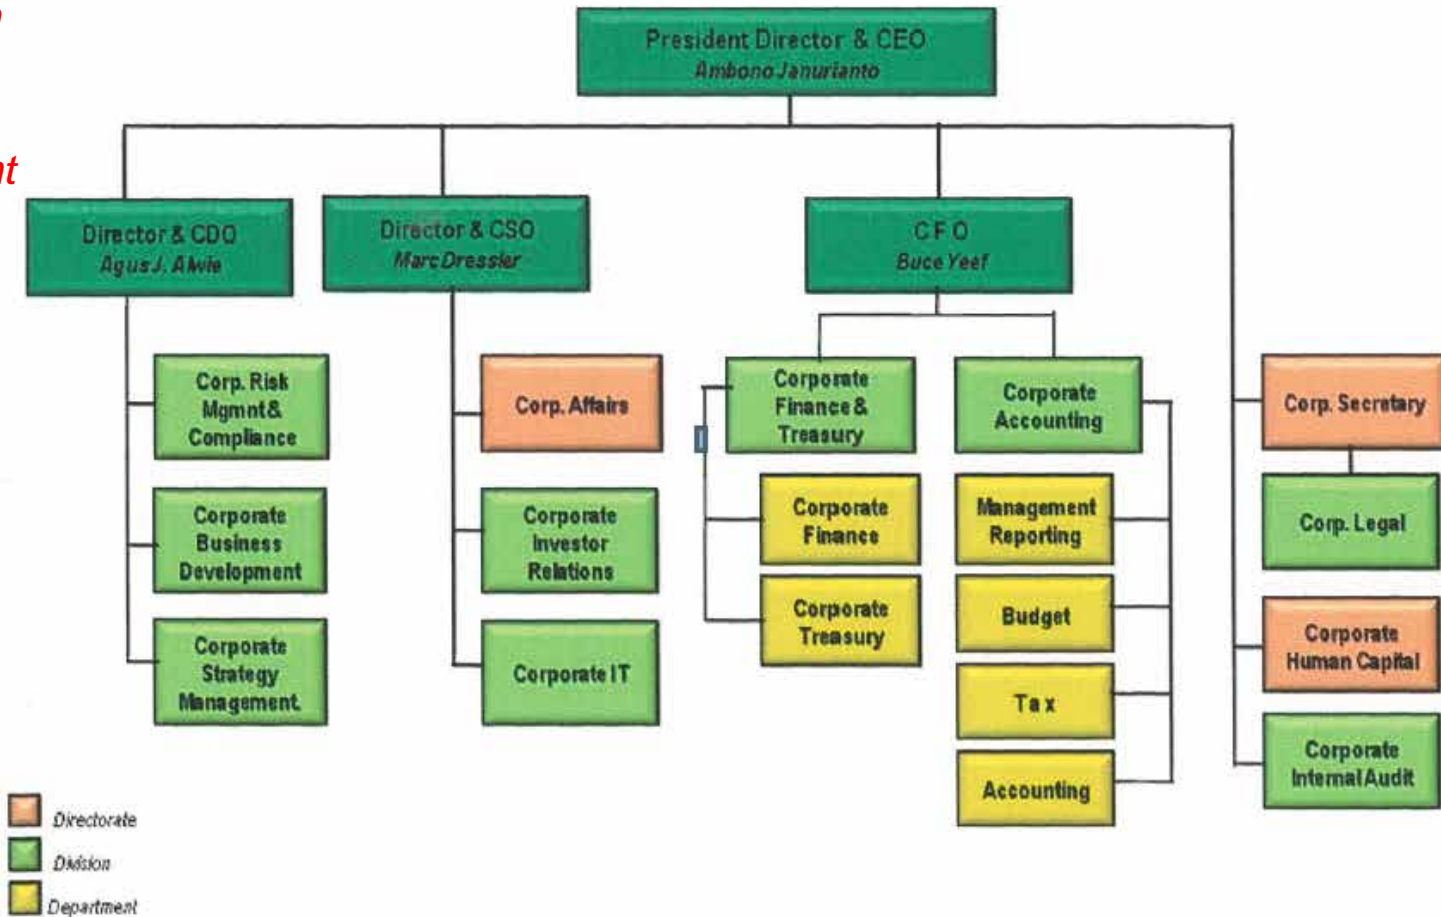 nt
President Director & CEO
Ambono Janurianto
Director & CDO
Agus J. Alwie
Director & CSO
Marc Dressler
C F O
Buce Yeef
Corp. Risk
Mgmnt &
Compliance
Corporate
Business
Development
Corporate
Strategy
Management.
Corp. Affairs
Corporate
Investor
Relations
Corporate IT
Corporate
Finance &
Treasury
Corporate
Finance
Corporate
Treasury
Corporate
Accounting
Management
Reporting
Budget
Tax
Accounting
Corp. Secretary
Corp. Legal
Corporate
Human Capital
Corporate
Internal Audit
Directorate
Division
Department